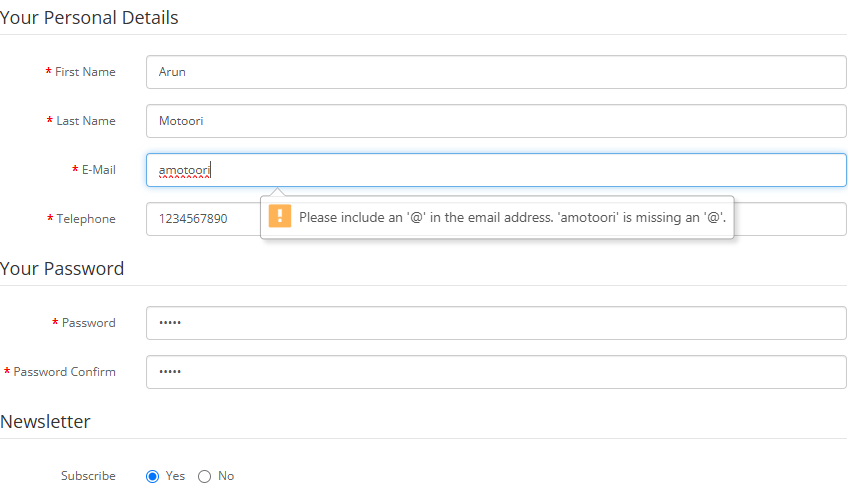 Your Personal Details
* First Name Arun
* Last Name Motoori
* E-Mail amotoori
Please include an '@' in the email address. 'amotoori' is missing an '@'.
* Telephone 1234567890
Your Password
* Password •••••
* Password Confirm •••••
Newsletter
Subscribe Yes No